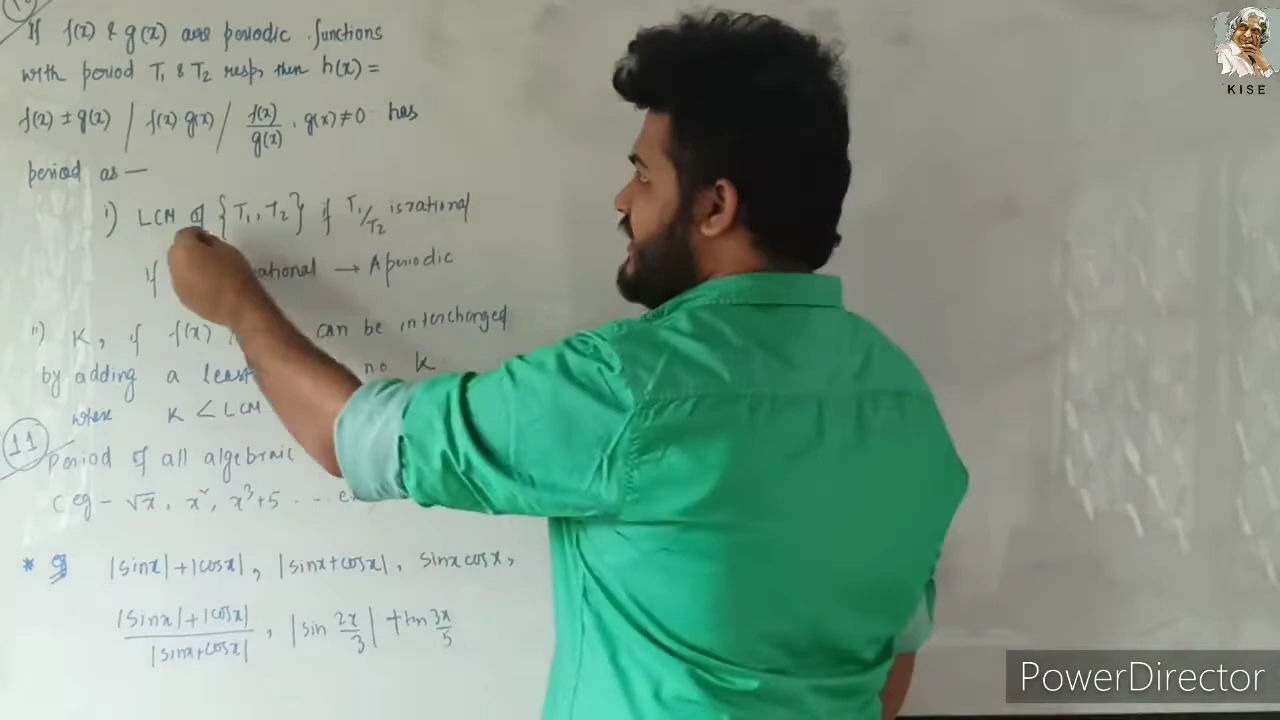 If f(x) & g(x) are periodic functions
with period T₁ & T₂ resp, then h(x) =
f(x) ± g(x) / f(x) g(x) / f(x)/g(x), g(x) ≠ 0 has
period as —
i) LCM of {T₁, T₂} if T₁/T₂ is rational
if rational → Aperiodic
ii) K, if f(x) can be interchanged
by adding a least no k
where K < LCM
11 Period of all algebraic
(eg - √x, x², x³+5 ...
* eg |sinx|+|cosx|, |sinx+cosx|, sinx cosx,
|sinx|+|cosx| / |sinx+cosx|, |sin 2x/3| + tan 3x/5
KISE
PowerDirector